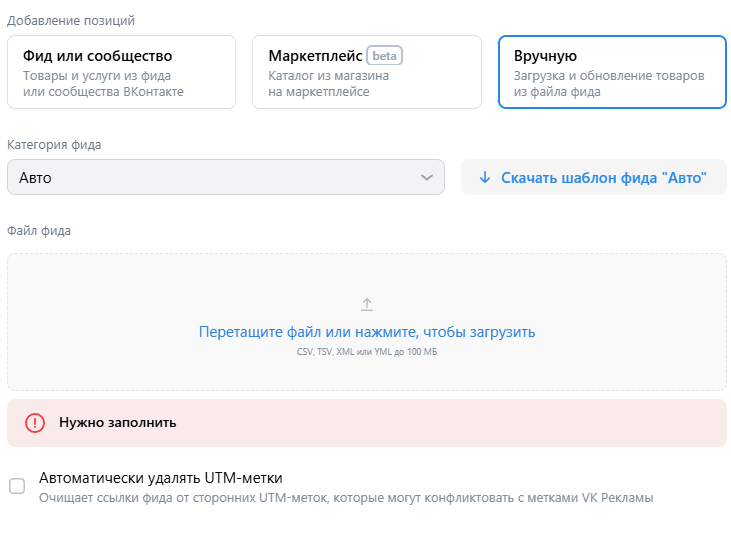 Добавление позиций
Фид или сообщество
Товары и услуги из фида
или сообщества ВКонтакте
Маркетплейс beta
Каталог из магазина
на маркетплейсе
Вручную
Загрузка и обновление товаров
из файла фида
Категория фида
Авто
Скачать шаблон фида "Авто"
Файл фида
Перетащите файл или нажмите, чтобы загрузить
CSV, TSV, XML или YML до 100 МБ
Нужно заполнить
Автоматически удалять UTM-метки
Очищает ссылки фида от сторонних UTM-меток, которые могут конфликтовать с метками VK Рекламы